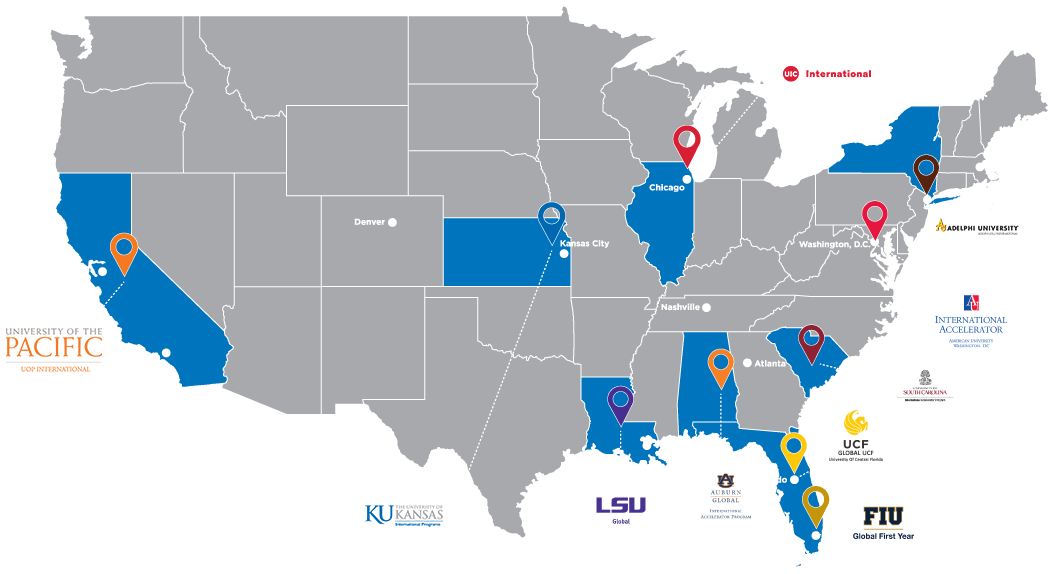 UIC International
Chicago
Denver
Kansas City
Washington, D.C.
ADELPHI UNIVERSITY
Nashville
INTERNATIONAL
ACCELERATOR
AMERICAN UNIVERSITY
WASHINGTON DC
UNIVERSITY OF THE
PACIFIC
UOP INTERNATIONAL
Atlanta
UNIVERSITY OF
SOUTH CAROLINA
UCF
GLOBAL UCF
University Of Central Florida
do
AUBURN
GLOBAL
INTERNATIONAL
ACCELERATOR PROGRAM
LSU
Global
KU THE UNIVERSITY OF
KANSAS
International Programs
FIU
Global First Year